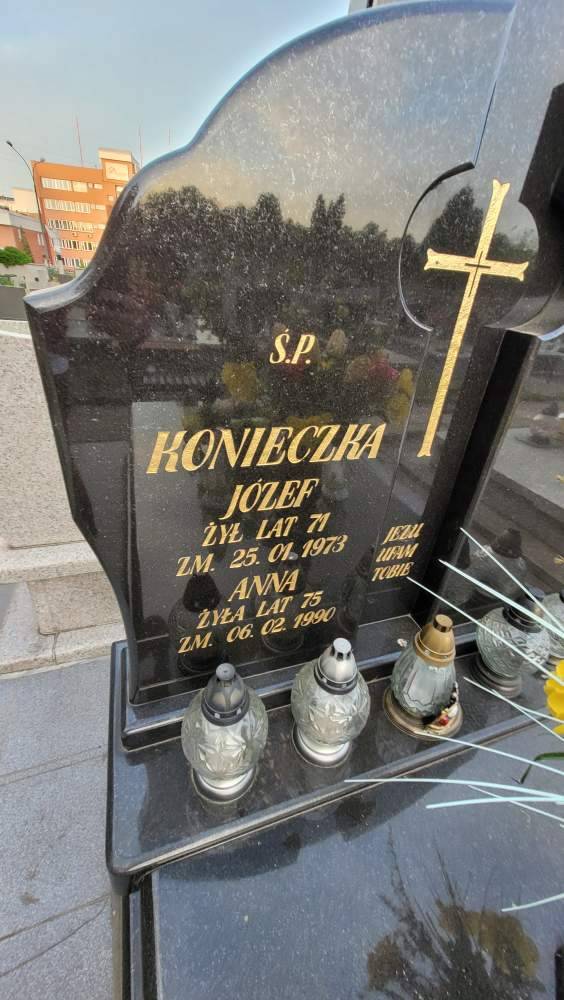 Ś.P.
KONIECZKA
JÓZEF
ŻYŁ LAT 71
ZM. 25.01.1973
ANNA
ŻYŁA LAT 75
ZM. 06.02.1990
JEZU
UFAM
TOBIE